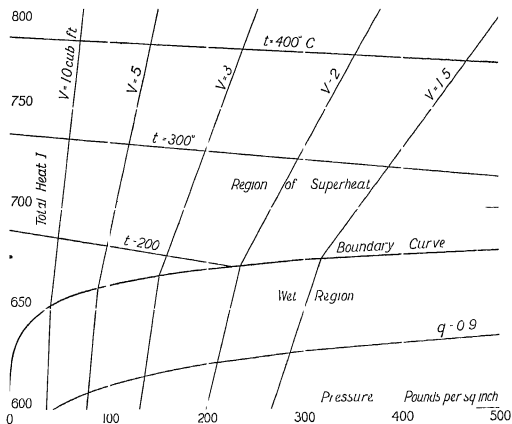 800
t=400° C
V=10 cub ft
V=5
V=3
V-2
V=1.5
750
t=300°
Total Heat I
Region of Superheat
700
t-200
Boundary Curve
650
Wet Region
q-0 9
600
Pressure Pounds per sq inch
0 100 200 300 400 500